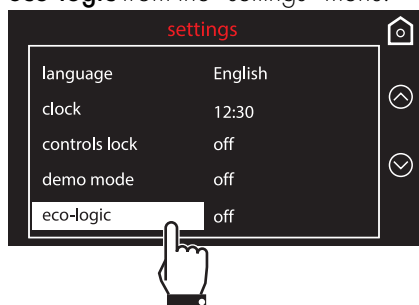 eco-logic from the "settings" menu.
settings
language English
clock 12:30
controls lock off
demo mode off
eco-logic off